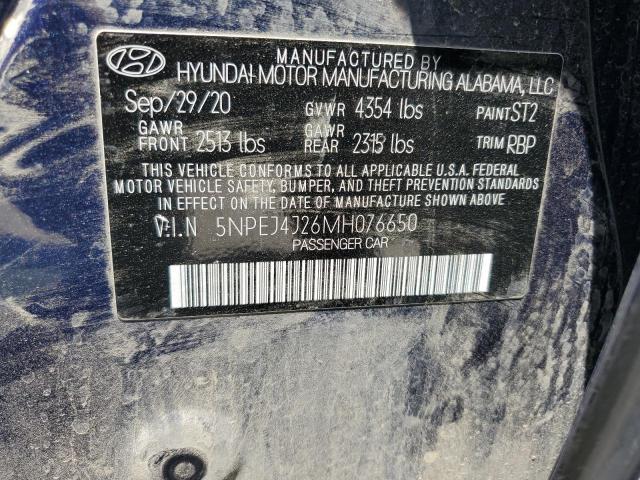 MANUFACTURED BY
HYUNDAI MOTOR MANUFACTURING ALABAMA, LLC
Sep/29/20 GVWR 4354 lbs PAINT ST2
GAWR FRONT 2513 lbs GAWR REAR 2315 lbs TRIM RBP
THIS VEHICLE CONFORMS TO ALL APPLICABLE U.S.A. FEDERAL
MOTOR VEHICLE SAFETY, BUMPER, AND THEFT PREVENTION STANDARDS
IN EFFECT ON THE DATE OF MANUFACTURE SHOWN ABOVE.
V.I.N 5NPEJ4J26MH076650
PASSENGER CAR